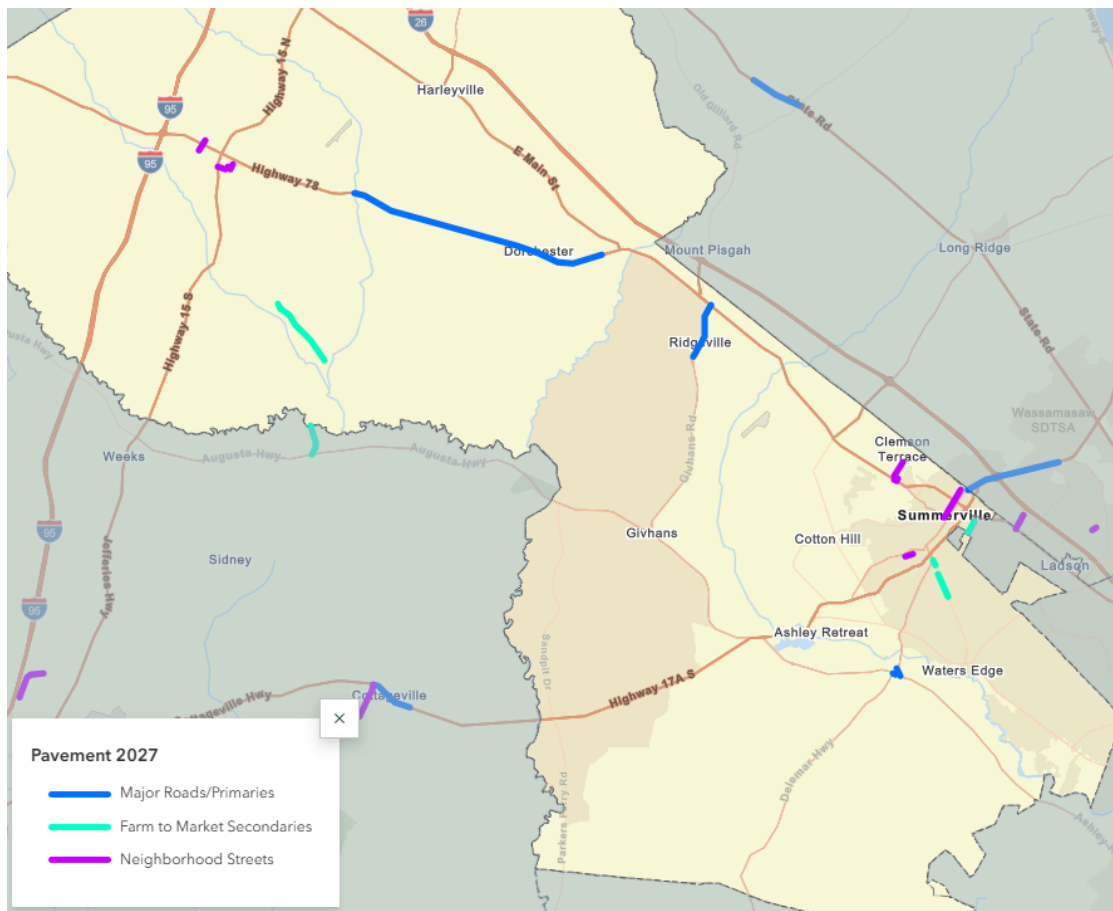 26
Highway 15 N
Harleyville
95
Old Gilliard Rd
State Rd
95
E Main St
Highway 78
Dorchester
Mount Pisgah
Long Ridge
Highway 15 S
Ridgeville
State Rd
Augusta Hwy
Wassamasaw
SDTSA
Weeks
Augusta Hwy
Augusta Hwy
Givhans Rd
Clemson
Terrace
95
Summerville
Givhans
Cotton Hill
Sidney
Jefferies Hwy
Ladson
95
Ashley Retreat
Sandpit Dr
Waters Edge
Highway 17A S
Cottageville
Cottageville Hwy
Delemar Hwy
Parkers Ferry Rd
×
Pavement 2027
Major Roads/Primaries
Farm to Market Secondaries
Neighborhood Streets